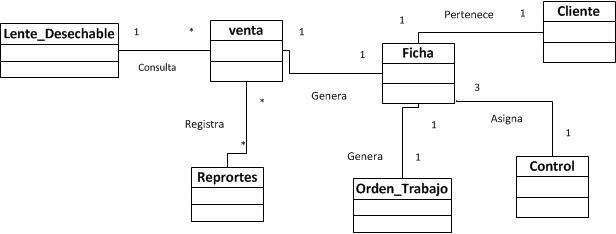 Cliente
1
Pertenece
1
Lente_Desechable
1
*
venta
1
1
Ficha
Consulta
Genera
3
*
Registra
1
Asigna
*
Genera
1
1
Reprortes
Orden_Trabajo
Control